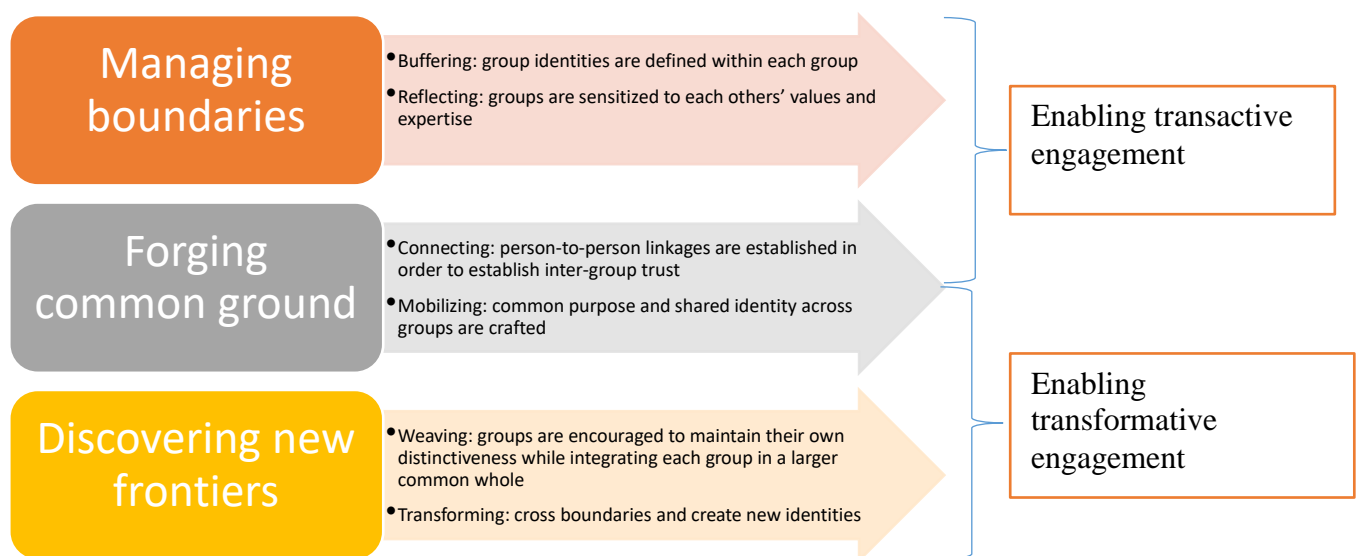 Managing
boundaries
•Buffering: group identities are defined within each group
•Reflecting: groups are sensitized to each others’ values and
expertise
Enabling transactive
engagement
Forging
common ground
•Connecting: person-to-person linkages are established in
order to establish inter-group trust
•Mobilizing: common purpose and shared identity across
groups are crafted
Enabling
transformative
engagement
Discovering new
frontiers
•Weaving: groups are encouraged to maintain their own
distinctiveness while integrating each group in a larger
common whole
•Transforming: cross boundaries and create new identities